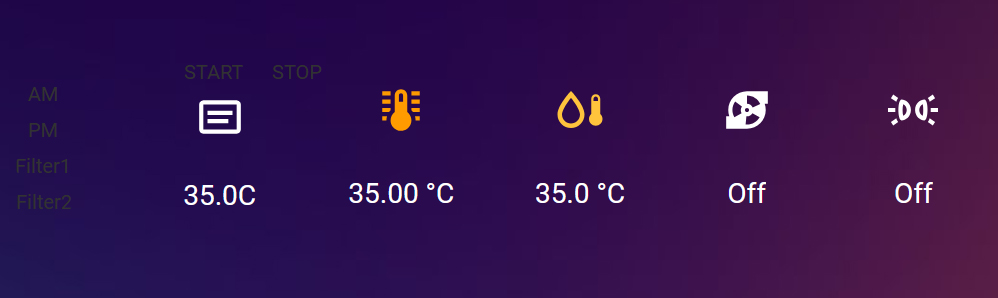 START STOP
AM
PM
Filter1
Filter2
35.0C 35.00 °C 35.0 °C Off Off